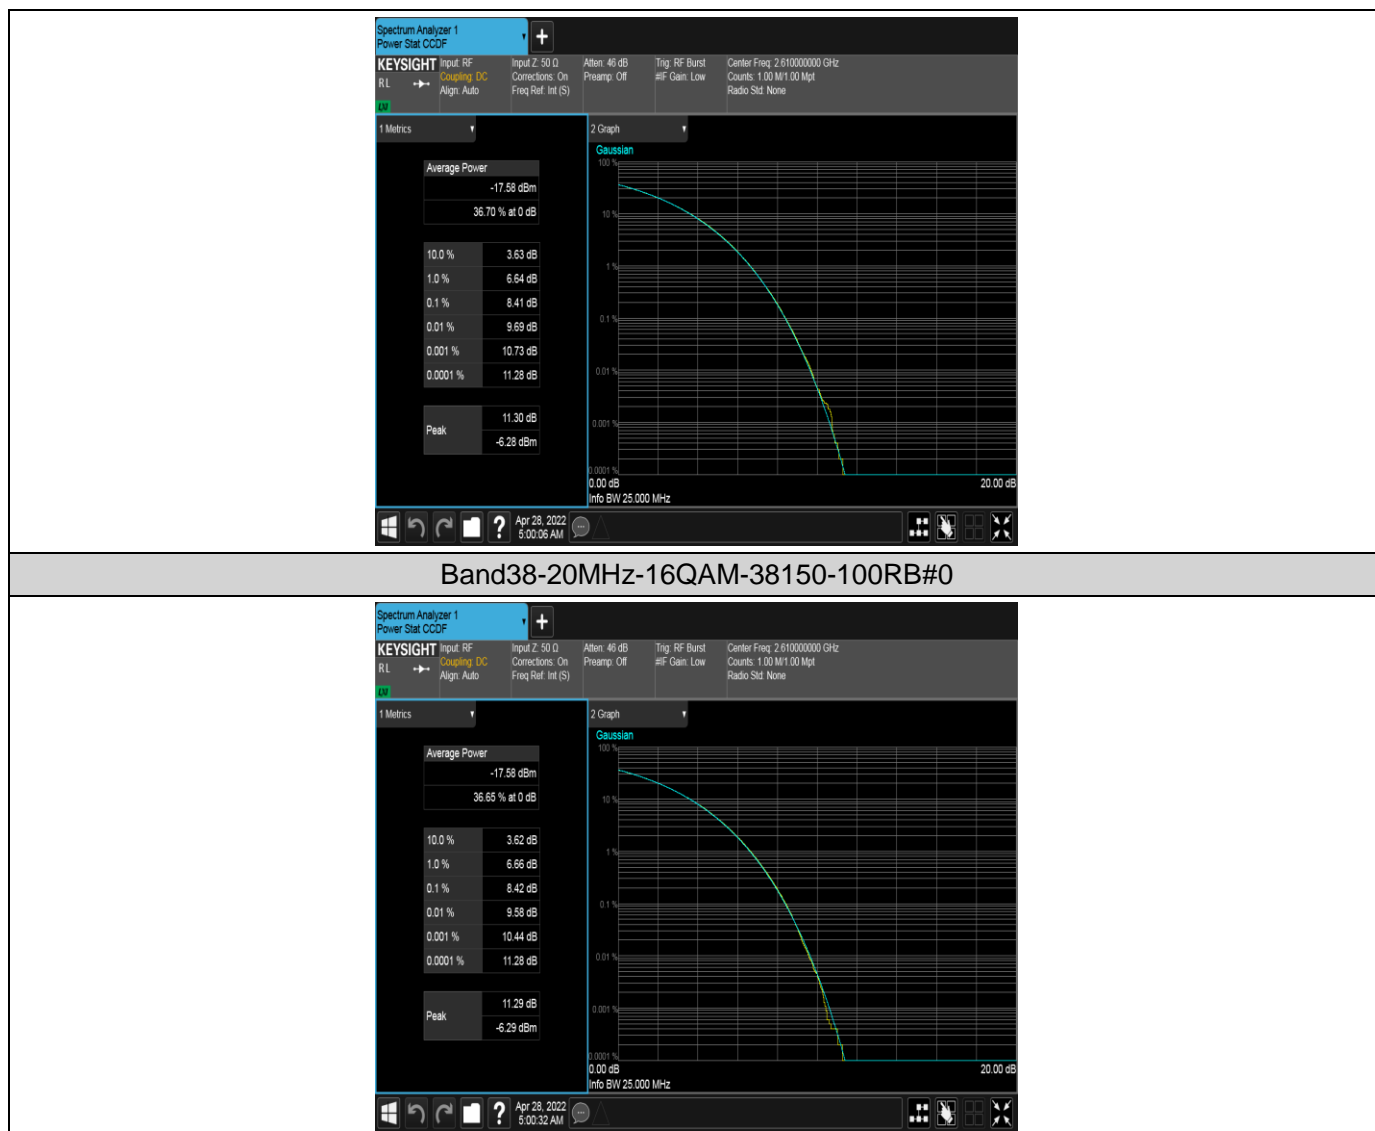 Spectrum Analyzer 1
Power Stat CCDF
+
KEYSIGHT
RL
LXI
Input: RF
Coupling: DC
Align: Auto
Input Z: 50 Ω
Corrections: On
Freq Ref: Int (S)
Atten: 46 dB
Preamp: Off
Trig: RF Burst
#IF Gain: Low
Center Freq: 2.610000000 GHz
Counts: 1.00 M/1.00 Mpt
Radio Std: None
1 Metrics
Average Power
-17.58 dBm
36.70 % at 0 dB
10.0 % 3.63 dB
1.0 % 6.64 dB
0.1 % 8.41 dB
0.01 % 9.69 dB
0.001 % 10.73 dB
0.0001 % 11.28 dB
Peak
11.30 dB
-6.28 dBm
2 Graph
Gaussian
100 %
10 %
1 %
0.1 %
0.01 %
0.001 %
0.0001 %
0.00 dB
20.00 dB
Info BW 25.000 MHz
?
Apr 28, 2022
5:00:06 AM
Band38-20MHz-16QAM-38150-100RB#0
Spectrum Analyzer 1
Power Stat CCDF
+
KEYSIGHT
RL
LXI
Input: RF
Coupling: DC
Align: Auto
Input Z: 50 Ω
Corrections: On
Freq Ref: Int (S)
Atten: 46 dB
Preamp: Off
Trig: RF Burst
#IF Gain: Low
Center Freq: 2.610000000 GHz
Counts: 1.00 M/1.00 Mpt
Radio Std: None
1 Metrics
Average Power
-17.58 dBm
36.65 % at 0 dB
10.0 % 3.62 dB
1.0 % 6.66 dB
0.1 % 8.42 dB
0.01 % 9.58 dB
0.001 % 10.44 dB
0.0001 % 11.28 dB
Peak
11.29 dB
-6.29 dBm
2 Graph
Gaussian
100 %
10 %
1 %
0.1 %
0.01 %
0.001 %
0.0001 %
0.00 dB
20.00 dB
Info BW 25.000 MHz
?
Apr 28, 2022
5:00:32 AM